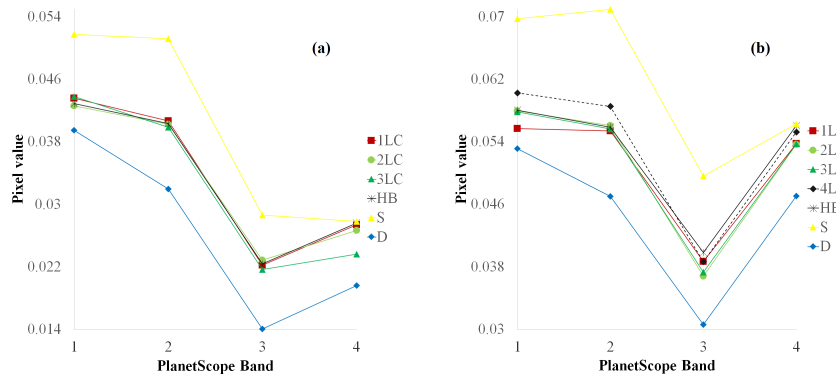 (a)
Pixel value
0.054
0.046
0.038
0.03
0.022
0.014
1 2 3 4
PlanetScope Band
1LC
2LC
3LC
HB
S
D
(b)
Pixel value
0.07
0.062
0.054
0.046
0.038
0.03
1 2 3 4
PlanetScope Band
1L
2L
3L
4L
HB
S
D